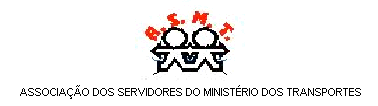 A.S.M.T.
ASSOCIAÇÃO DOS SERVIDORES DO MINISTÉRIO DOS TRANSPORTES